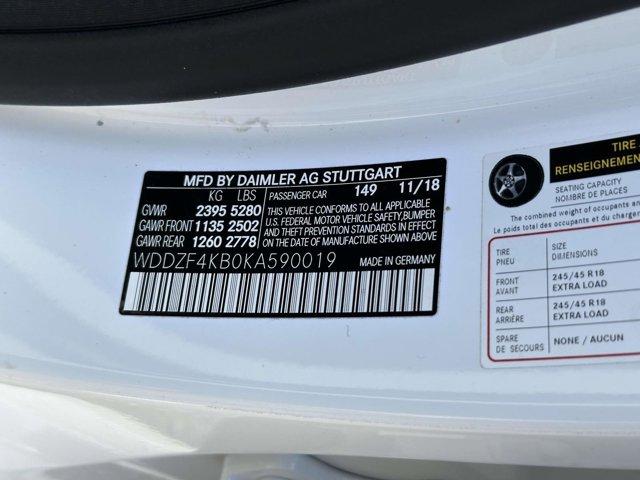 MFD BY DAIMLER AG STUTTGART
KG LBS PASSENGER CAR 149 11/18
GVWR 2395 5280
GAWR FRONT 1135 2502
GAWR REAR 1260 2778
THIS VEHICLE CONFORMS TO ALL APPLICABLE
U.S. FEDERAL MOTOR VEHICLE SAFETY,BUMPER
AND THEFT PREVENTION STANDARDS IN EFFECT
ON THE DATE OF MANUFACTURE SHOWN ABOVE.
WDDZF4KB0KA590019 MADE IN GERMANY
TIRE
RENSEIGNEMENT
SEATING CAPACITY
NOMBRE DE PLACES
The combined weight of occupants an
Le poids total des occupants et du c
TIRE SIZE
PNEU DIMENSIONS
FRONT 245/45 R18
AVANT EXTRA LOAD
REAR 245/45 R18
ARRIÈRE EXTRA LOAD
SPARE NONE / AUCUN
DE SECOURS